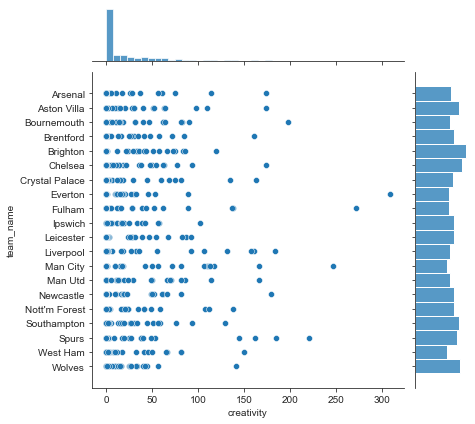 Arsenal
Aston Villa
Bournemouth
Brentford
Brighton
Chelsea
Crystal Palace
Everton
Fulham
Ipswich
Leicester
Liverpool
Man City
Man Utd
Newcastle
Nott'm Forest
Southampton
Spurs
West Ham
Wolves
team_name
0 50 100 150 200 250 300
creativity